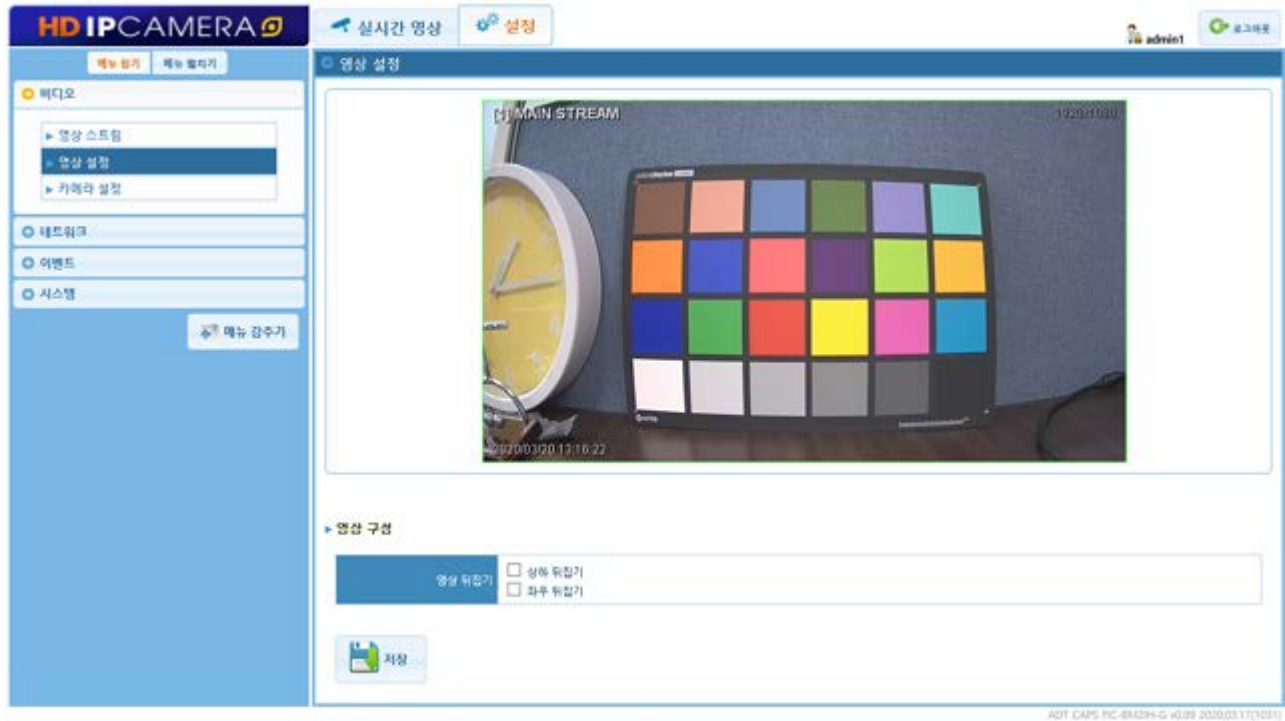 HD IPCAMERA
실시간 영상
설정
admin1
로그아웃
메뉴 접기
메뉴 펼치기
영상 설정
비디오
[1] MAIN STREAM
1920x1080
영상 스트림
영상 설정
카메라 설정
네트워크
이벤트
시스템
메뉴 감추기
2020/03/20 13:16:22
영상 구성
영상 뒤집기
상하 뒤집기
좌우 뒤집기
저장